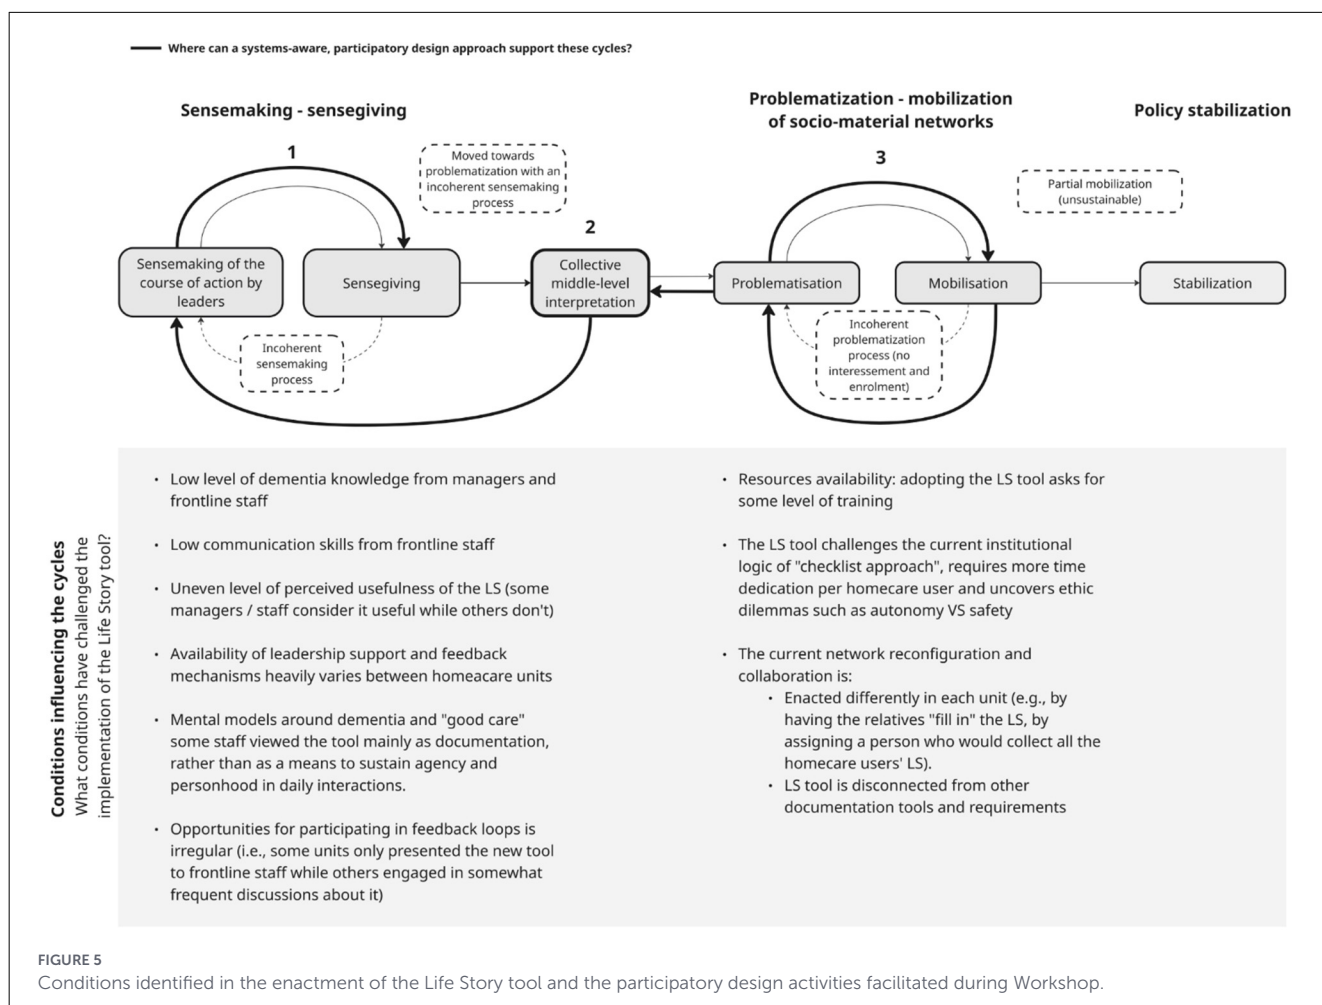 Where can a systems-aware, participatory design approach support these cycles?
Sensemaking - sensegiving
Problematization - mobilization
of socio-material networks
Policy stabilization
1
Moved towards
problematization with an
incoherent sensemaking
process
2
3
Partial mobilization
(unsustainable)
Sensemaking of the
course of action by
leaders
Sensegiving
Collective
middle-level
interpretation
Problematisation
Mobilisation
Stabilization
Incoherent
sensemaking
process
Incoherent
problematization
process (no
interessement and
enrolment)
Conditions influencing the cycles
What conditions have challenged the
implementation of the Life Story tool?
• Low level of dementia knowledge from managers and
frontline staff
• Low communication skills from frontline staff
• Uneven level of perceived usefulness of the LS (some
managers / staff consider it useful while others don't)
• Availability of leadership support and feedback
mechanisms heavily varies between homeacare units
• Mental models around dementia and "good care"
some staff viewed the tool mainly as documentation,
rather than as a means to sustain agency and
personhood in daily interactions.
• Opportunities for participating in feedback loops is
irregular (i.e., some units only presented the new tool
to frontline staff while others engaged in somewhat
frequent discussions about it)
• Resources availability: adopting the LS tool asks for
some level of training
• The LS tool challenges the current institutional
logic of "checklist approach", requires more time
dedication per homecare user and uncovers ethic
dilemmas such as autonomy VS safety
• The current network reconfiguration and
collaboration is:
• Enacted differently in each unit (e.g., by
having the relatives "fill in" the LS, by
assigning a person who would collect all the
homecare users' LS).
• LS tool is disconnected from other
documentation tools and requirements
FIGURE 5
Conditions identified in the enactment of the Life Story tool and the participatory design activities facilitated during Workshop.